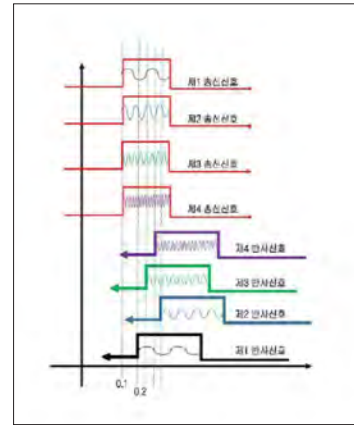 제1 송신신호
제2 송신신호
제3 송신신호
제4 송신신호
제4 반사신호
제3 반사신호
제2 반사신호
제1 반사신호
0.1
0.2